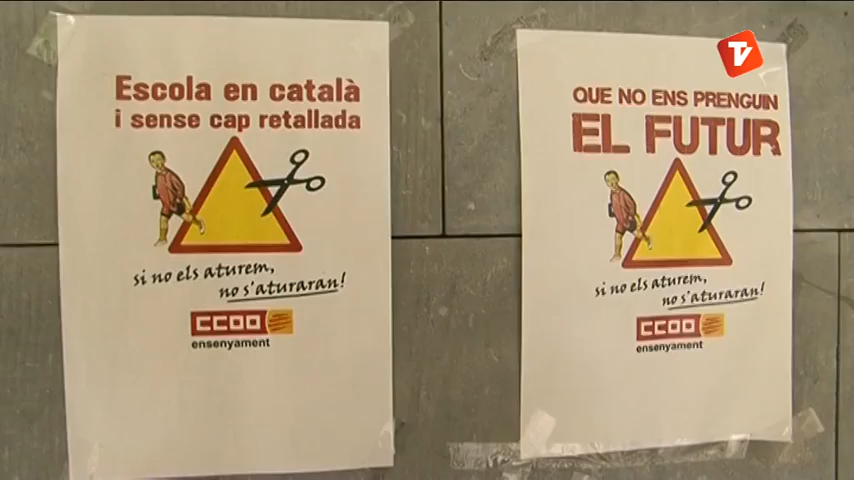 Escola en català
i sense cap retallada
si no els aturem,
no s'aturaran!
CCOO
ensenyament
QUE NO ENS PRENGUIN
EL FUTUR
si no els aturem,
no s'aturaran!
CCOO
ensenyament
TV